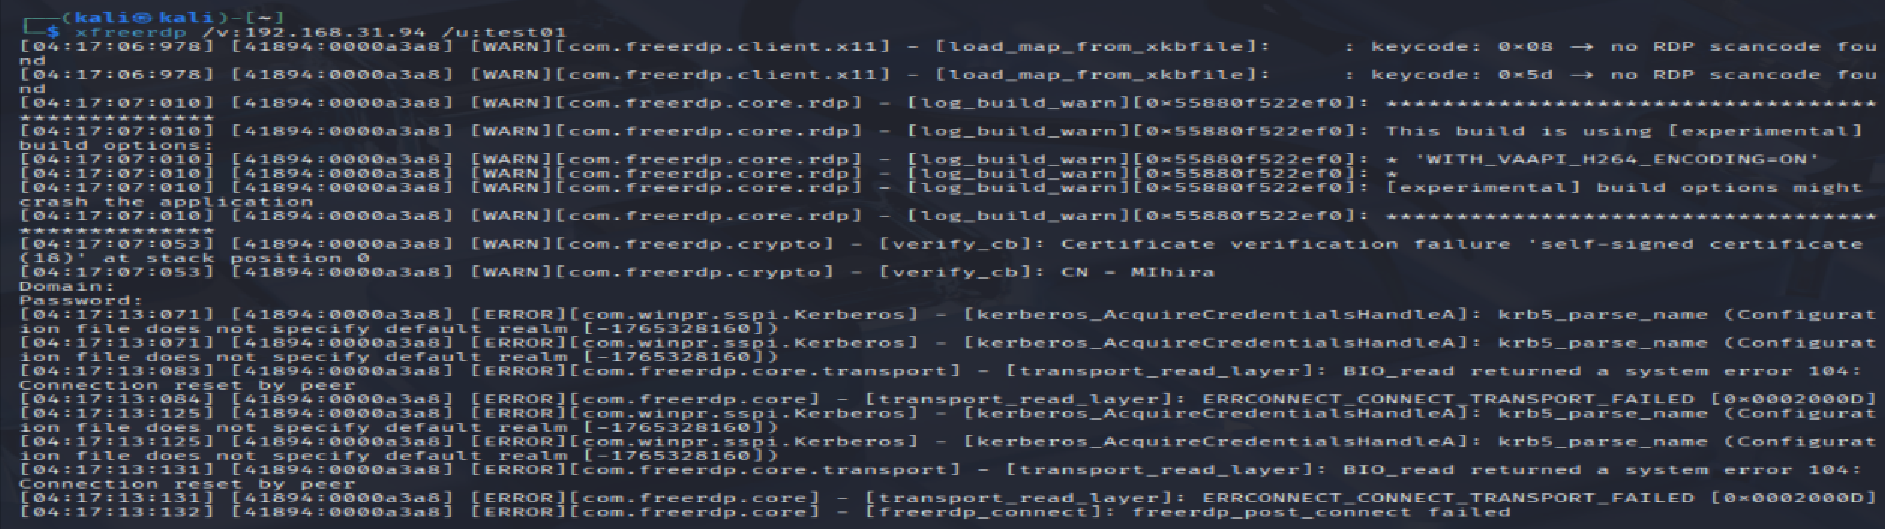 ┌──(kali㉿kali)-[~]
└─$ xfreerdp /v:192.168.31.94 /u:test01
[04:17:06:978] [41894:0000a3a8] [WARN][com.freerdp.client.x11] - [load_map_from_xkbfile]:     : keycode: 0×08 → no RDP scancode fou
nd
[04:17:06:978] [41894:0000a3a8] [WARN][com.freerdp.client.x11] - [load_map_from_xkbfile]:     : keycode: 0×5d → no RDP scancode fou
nd
[04:17:07:010] [41894:0000a3a8] [WARN][com.freerdp.core.rdp] - [log_build_warn][0×55880f522ef0]: ***********************************
**************
[04:17:07:010] [41894:0000a3a8] [WARN][com.freerdp.core.rdp] - [log_build_warn][0×55880f522ef0]: This build is using [experimental]
build options:
[04:17:07:010] [41894:0000a3a8] [WARN][com.freerdp.core.rdp] - [log_build_warn][0×55880f522ef0]: * 'WITH_VAAPI_H264_ENCODING=ON'
[04:17:07:010] [41894:0000a3a8] [WARN][com.freerdp.core.rdp] - [log_build_warn][0×55880f522ef0]: *
[04:17:07:010] [41894:0000a3a8] [WARN][com.freerdp.core.rdp] - [log_build_warn][0×55880f522ef0]: [experimental] build options might
crash the application
[04:17:07:010] [41894:0000a3a8] [WARN][com.freerdp.core.rdp] - [log_build_warn][0×55880f522ef0]: ***********************************
**************
[04:17:07:053] [41894:0000a3a8] [WARN][com.freerdp.crypto] - [verify_cb]: Certificate verification failure 'self-signed certificate
(18)' at stack position 0
[04:17:07:053] [41894:0000a3a8] [WARN][com.freerdp.crypto] - [verify_cb]: CN = MIhira
Domain:
Password:
[04:17:13:071] [41894:0000a3a8] [ERROR][com.winpr.sspi.Kerberos] - [kerberos_AcquireCredentialsHandleA]: krb5_parse_name (Configurat
ion file does not specify default realm [-1765328160])
[04:17:13:071] [41894:0000a3a8] [ERROR][com.winpr.sspi.Kerberos] - [kerberos_AcquireCredentialsHandleA]: krb5_parse_name (Configurat
ion file does not specify default realm [-1765328160])
[04:17:13:083] [41894:0000a3a8] [ERROR][com.freerdp.core.transport] - [transport_read_layer]: BIO_read returned a system error 104:
Connection reset by peer
[04:17:13:084] [41894:0000a3a8] [ERROR][com.freerdp.core] - [transport_read_layer]: ERRCONNECT_CONNECT_TRANSPORT_FAILED [0×0002000D]
[04:17:13:125] [41894:0000a3a8] [ERROR][com.winpr.sspi.Kerberos] - [kerberos_AcquireCredentialsHandleA]: krb5_parse_name (Configurat
ion file does not specify default realm [-1765328160])
[04:17:13:125] [41894:0000a3a8] [ERROR][com.winpr.sspi.Kerberos] - [kerberos_AcquireCredentialsHandleA]: krb5_parse_name (Configurat
ion file does not specify default realm [-1765328160])
[04:17:13:131] [41894:0000a3a8] [ERROR][com.freerdp.core.transport] - [transport_read_layer]: BIO_read returned a system error 104:
Connection reset by peer
[04:17:13:131] [41894:0000a3a8] [ERROR][com.freerdp.core] - [transport_read_layer]: ERRCONNECT_CONNECT_TRANSPORT_FAILED [0×0002000D]
[04:17:13:132] [41894:0000a3a8] [ERROR][com.freerdp.core] - [freerdp_connect]: freerdp_post_connect failed